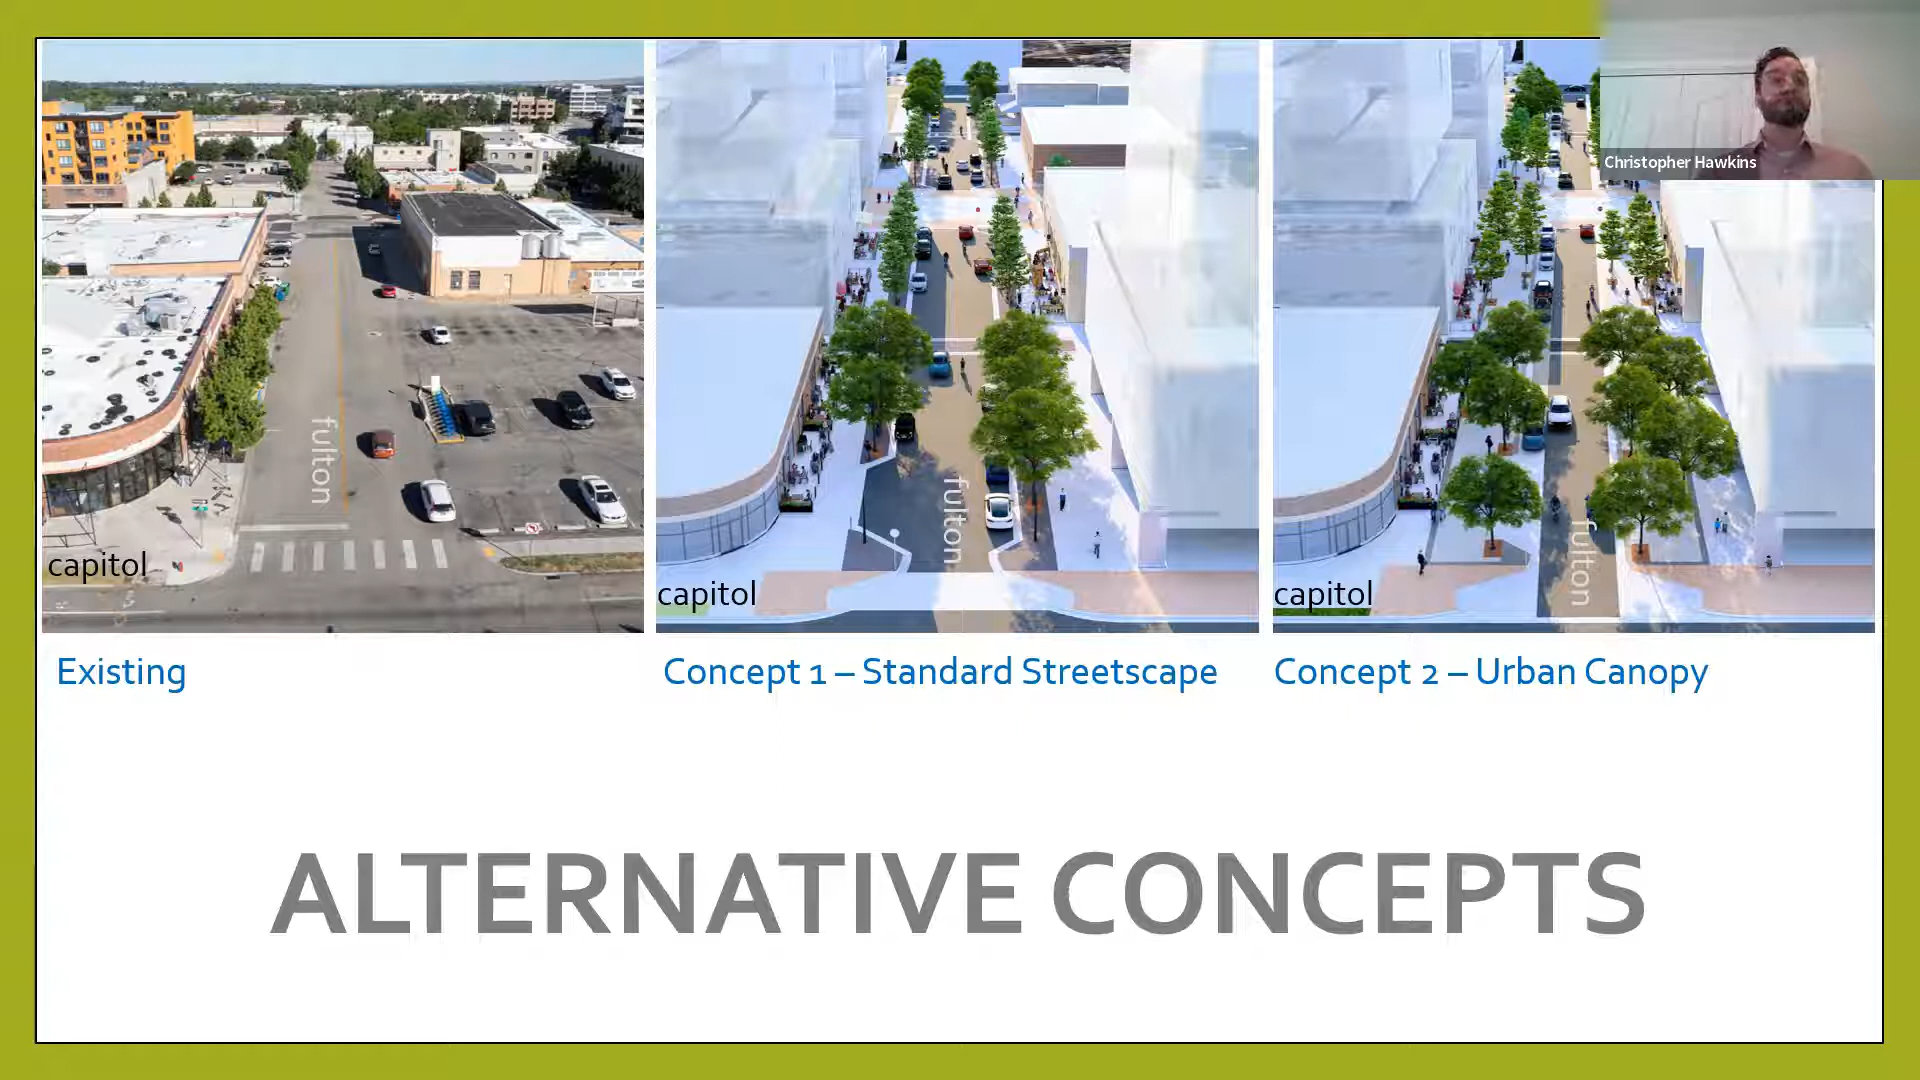 Christopher Hawkins
fulton
capitol
fulton
capitol
fulton
capitol
Existing
Concept 1 – Standard Streetscape
Concept 2 – Urban Canopy
ALTERNATIVE CONCEPTS